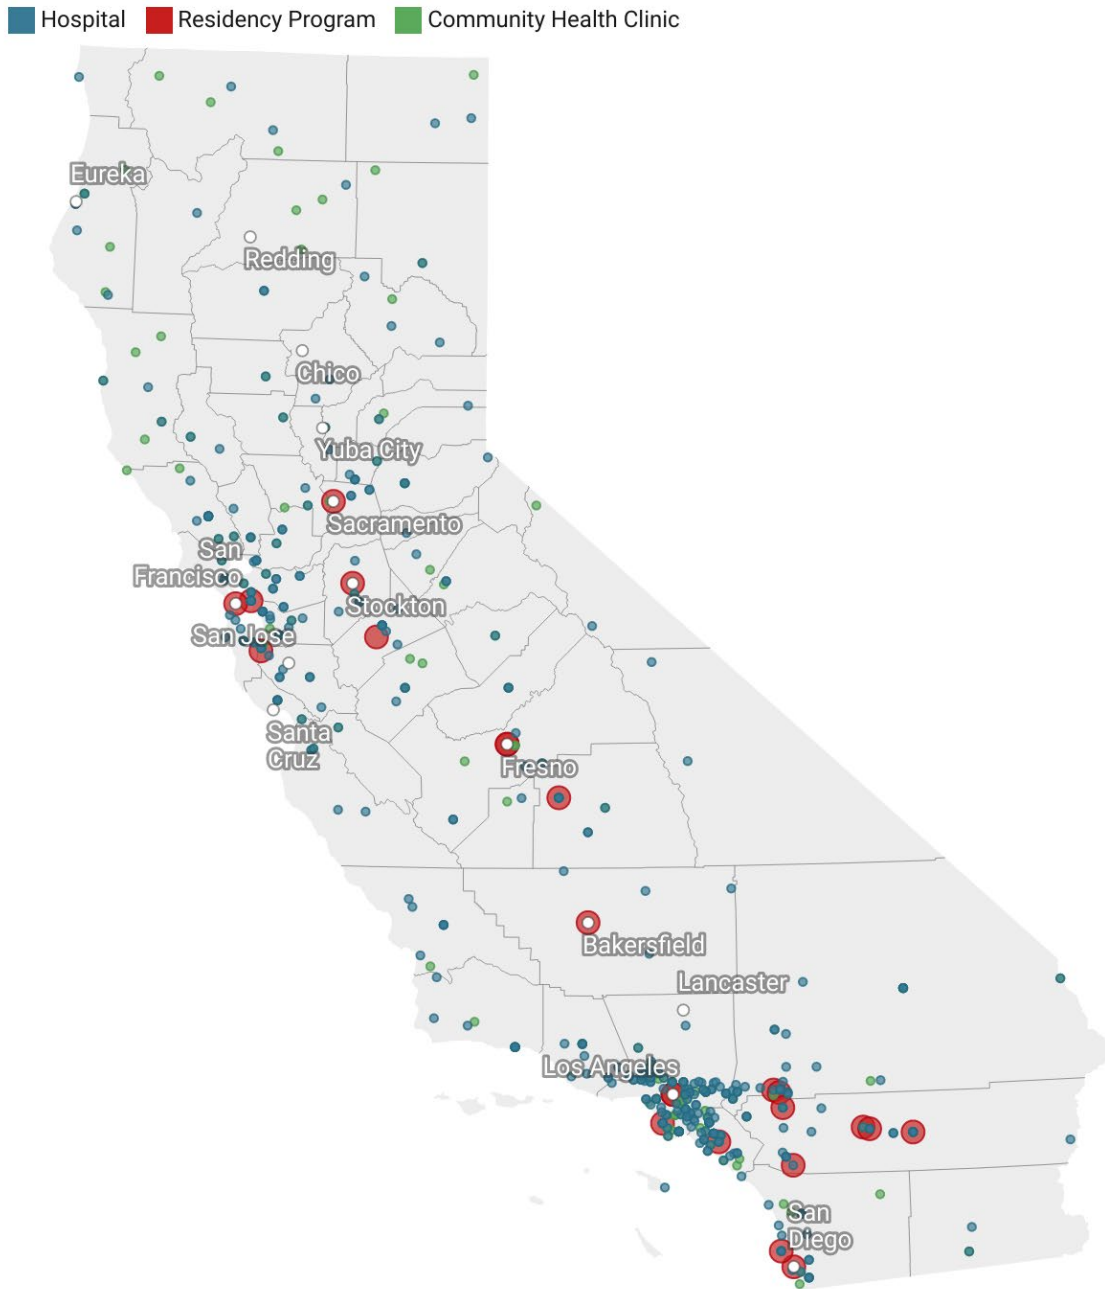 Hospital Residency Program Community Health Clinic
Eureka
Redding
Chico
Yuba City
Sacramento
San
Francisco
Stockton
San Jose
Santa
Cruz
Fresno
Bakersfield
Lancaster
Los Angeles
San
Diego